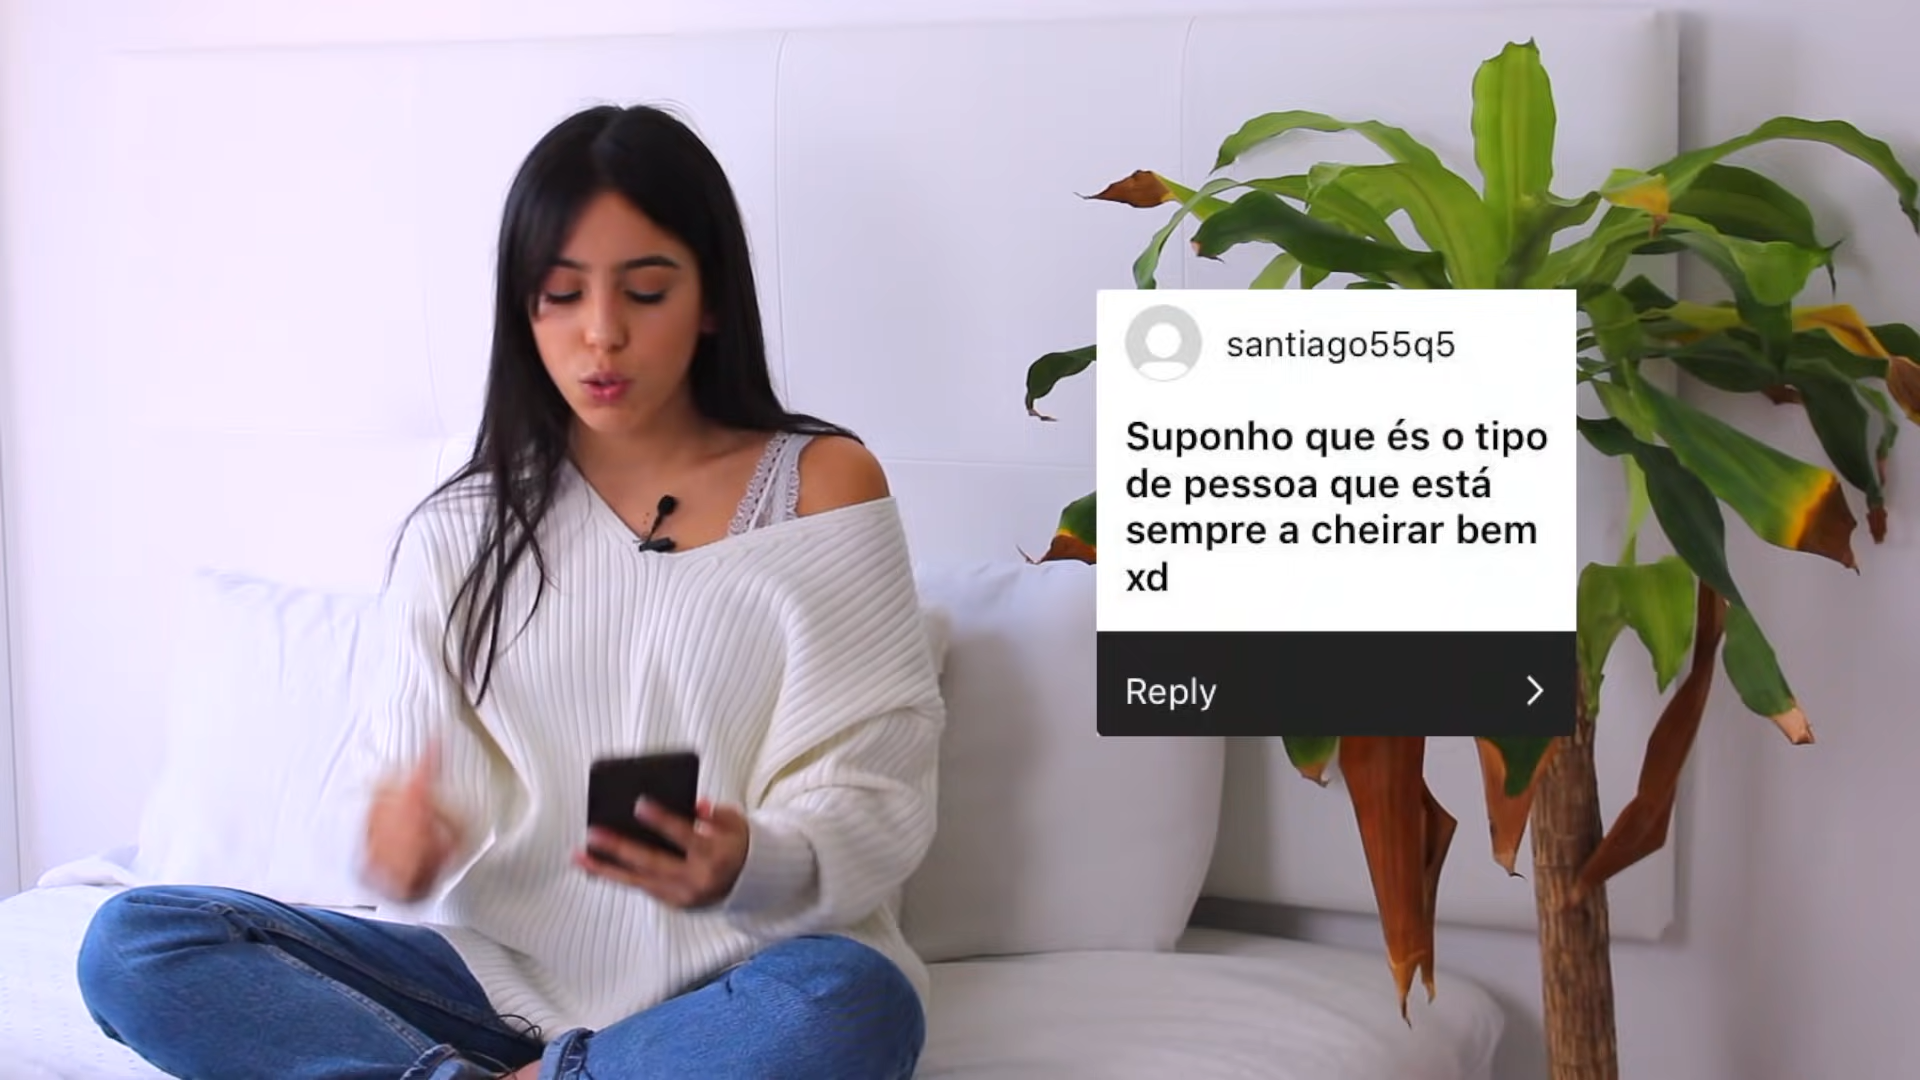 santiago55q5
Suponho que és o tipo
de pessoa que está
sempre a cheirar bem
xd
Reply